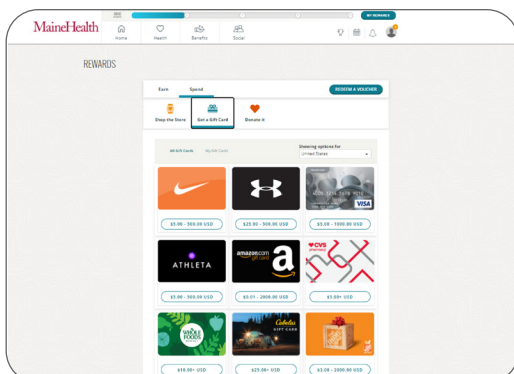 MY REWARDS
MaineHealth
Home
Health
Benefits
Social
REWARDS
Earn
Spend
REDEEM A VOUCHER
Shop the Store
Get a Gift Card
Donate it
All Gift Cards
My Gift Cards
Showing options for
United States
VISA
$5.00 - 500.00 USD
$25.00 - 500.00 USD
$5.00 - 1000.00 USD
ATHLETA
amazon.com
gift card
a
CVS
pharmacy
$5.00 - 500.00 USD
$0.01 - 2000.00 USD
$5.00+ USD
WHOLE
FOODS
Cabela's
GIFT CARD
$10.00+ USD
$25.00+ USD
$5.00 - 2000.00 USD